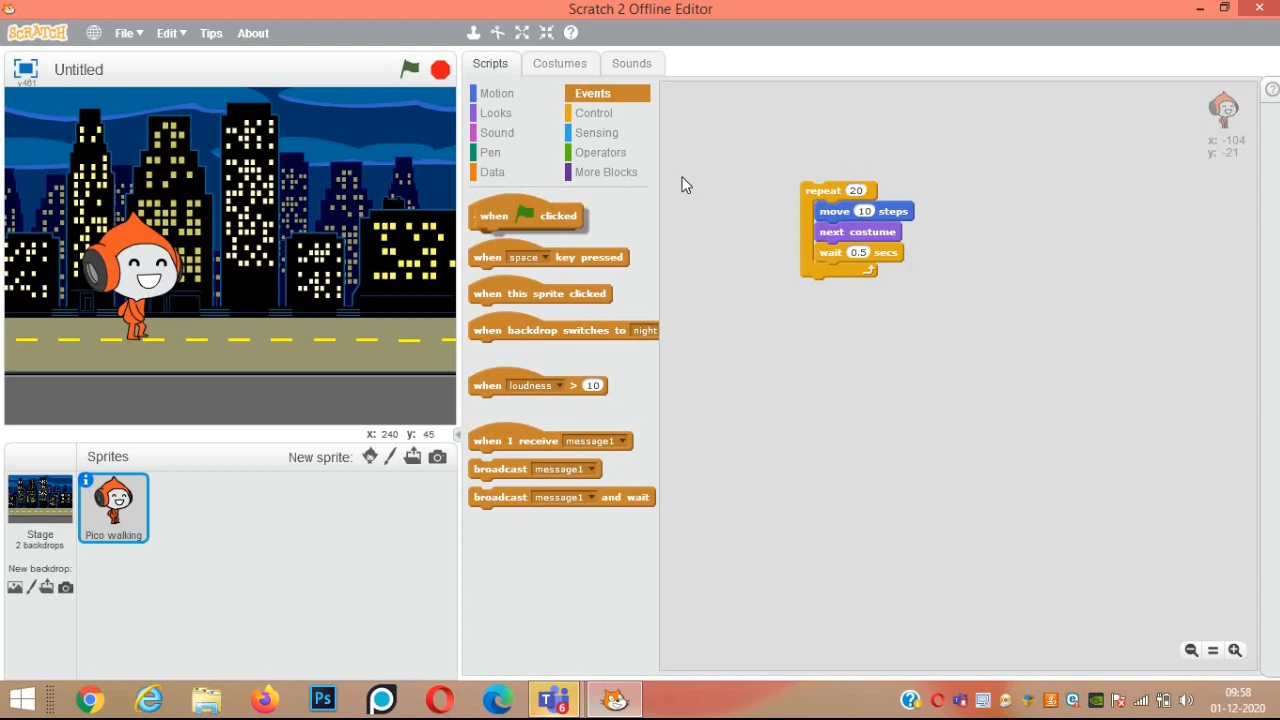 Scratch 2 Offline Editor
SCRATCH File Edit Tips About
v461
Untitled
Scripts Costumes Sounds
Motion Events
Looks Control
Sound Sensing
Pen Operators
Data More Blocks
when clicked
when space key pressed
when this sprite clicked
when backdrop switches to night
when loudness > 10
when I receive message1
broadcast message1
broadcast message1 and wait
repeat 20
move 10 steps
next costume
wait 0.5 secs
x: -104
y: -21
x: 240 y: 45
Sprites New sprite:
Stage
2 backdrops
Pico walking
New backdrop:
Ps
6
09:58
01-12-2020